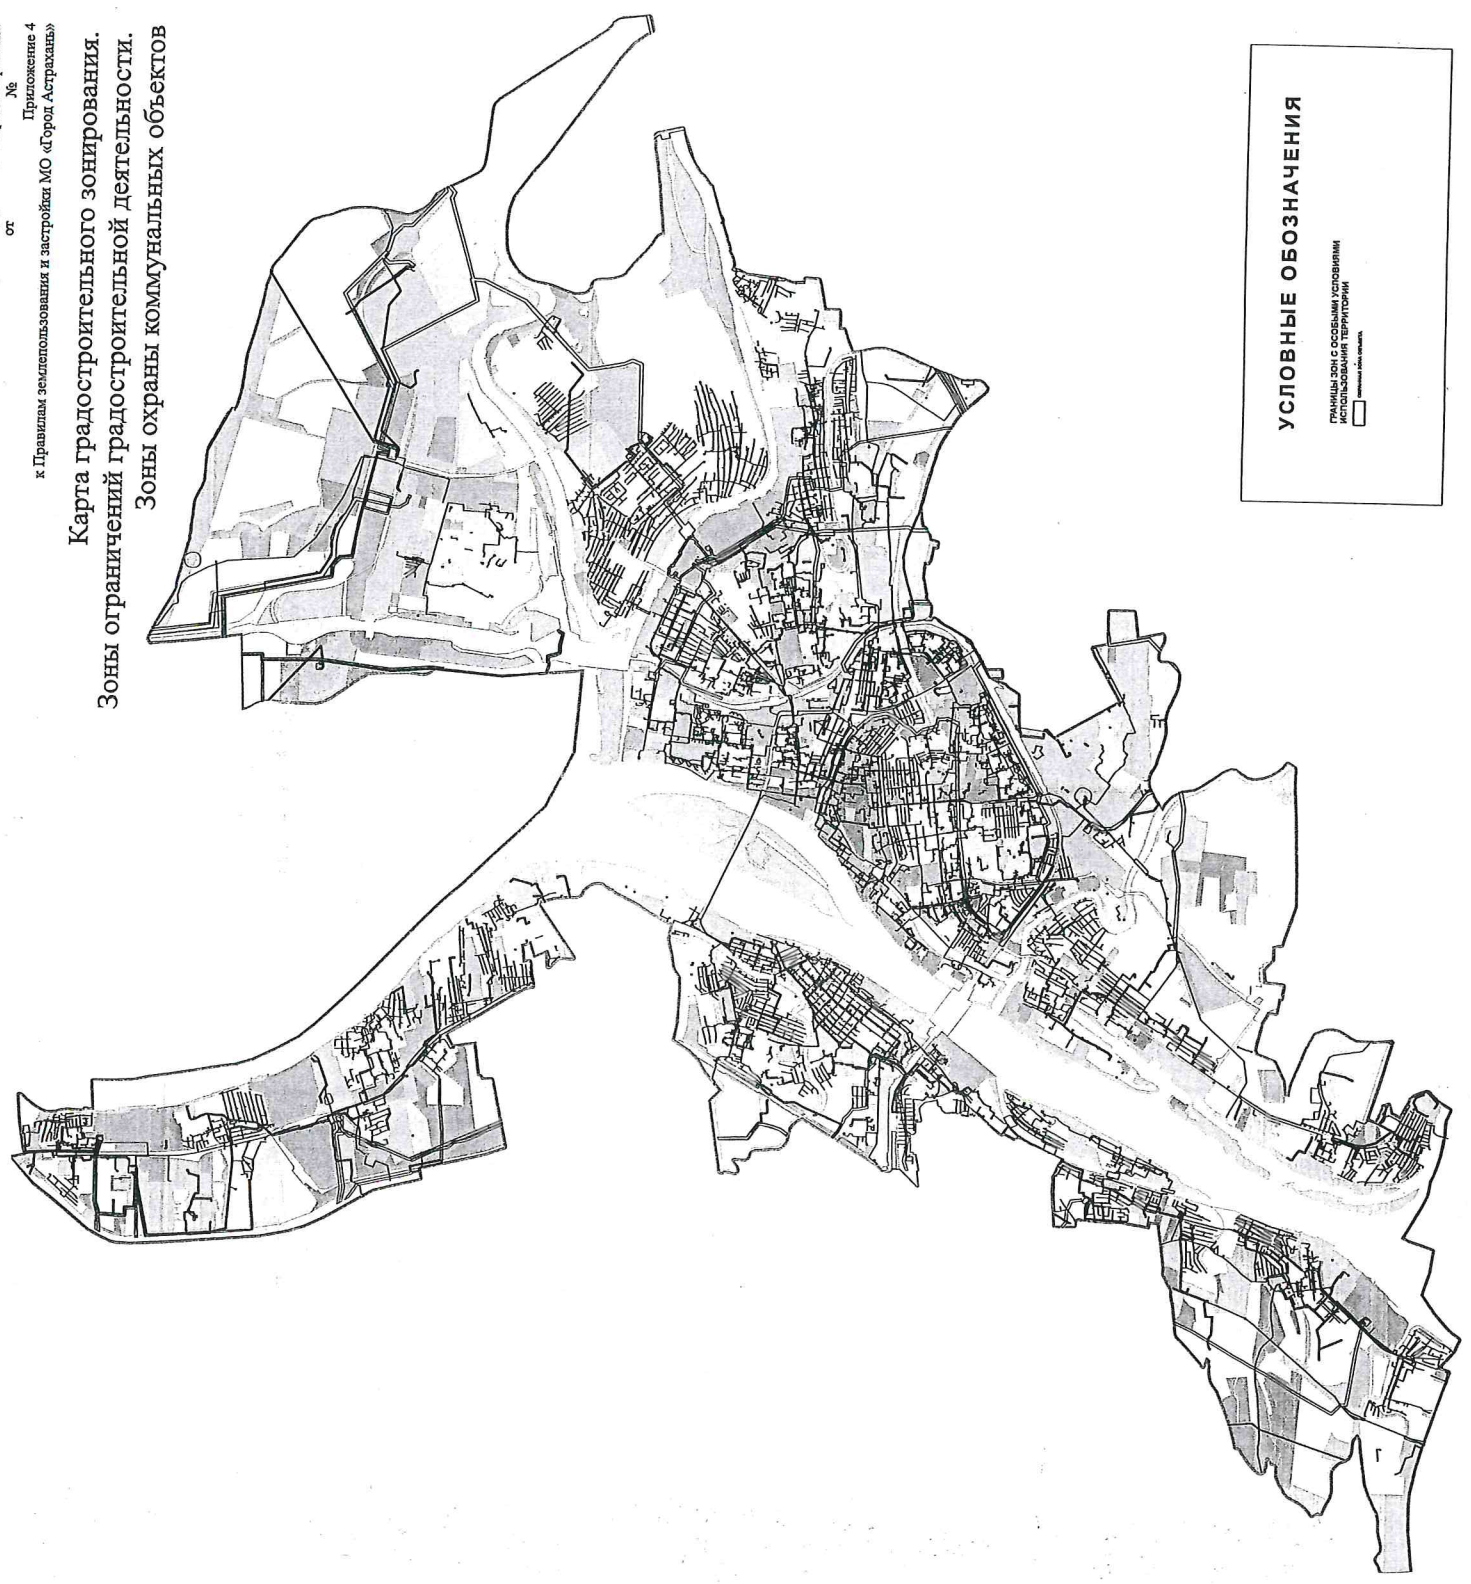 от №
Приложение 4
к Правилам землепользования и застройки МО «Город Астрахань»
Карта градостроительного зонирования.
Зоны ограничений градостроительной деятельности.
Зоны охраны коммунальных объектов
УСЛОВНЫЕ ОБОЗНАЧЕНИЯ
ГРАНИЦЫ ЗОН С ОСОБЫМИ УСЛОВИЯМИ
ИСПОЛЬЗОВАНИЯ ТЕРРИТОРИИ